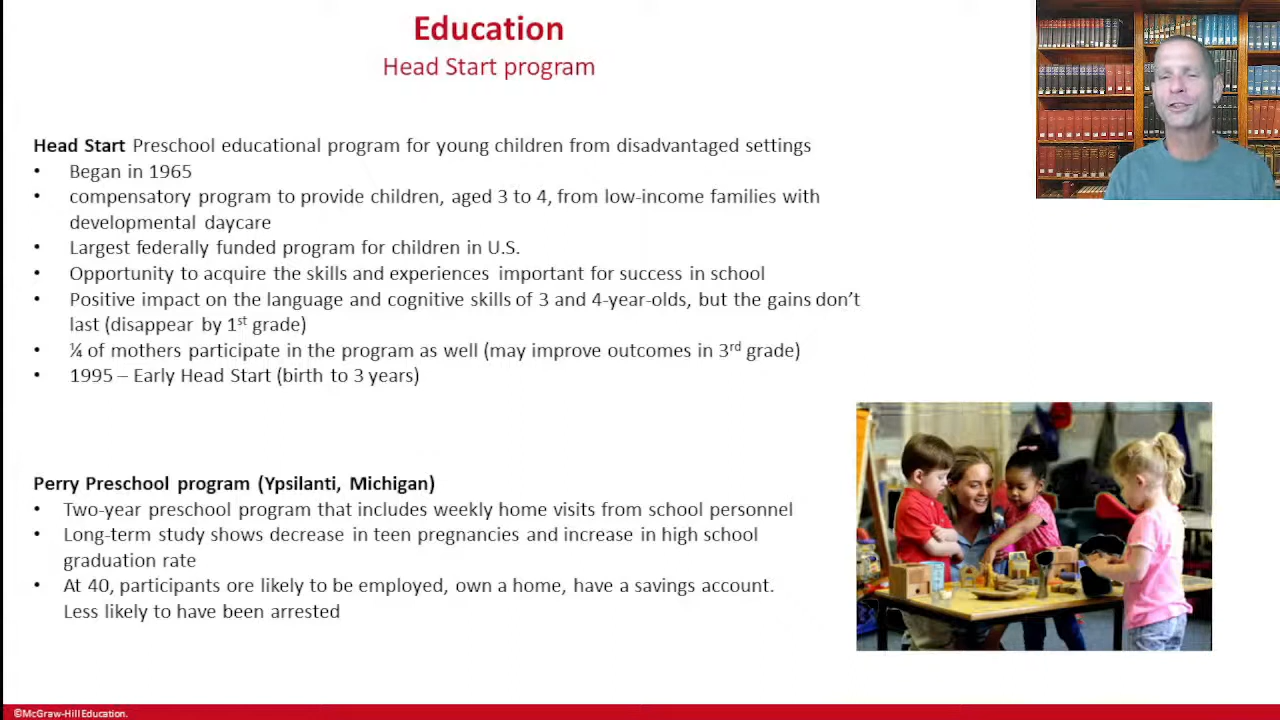 Education
Head Start program
Head Start Preschool educational program for young children from disadvantaged settings
• Began in 1965
• compensatory program to provide children, aged 3 to 4, from low-income families with
developmental daycare
• Largest federally funded program for children in U.S.
• Opportunity to acquire the skills and experiences important for success in school
• Positive impact on the language and cognitive skills of 3 and 4-year-olds, but the gains don't
last (disappear by 1st grade)
• ¼ of mothers participate in the program as well (may improve outcomes in 3rd grade)
• 1995 – Early Head Start (birth to 3 years)
Perry Preschool program (Ypsilanti, Michigan)
• Two-year preschool program that includes weekly home visits from school personnel
• Long-term study shows decrease in teen pregnancies and increase in high school
graduation rate
• At 40, participants ore likely to be employed, own a home, have a savings account.
Less likely to have been arrested
©McGraw-Hill Education.